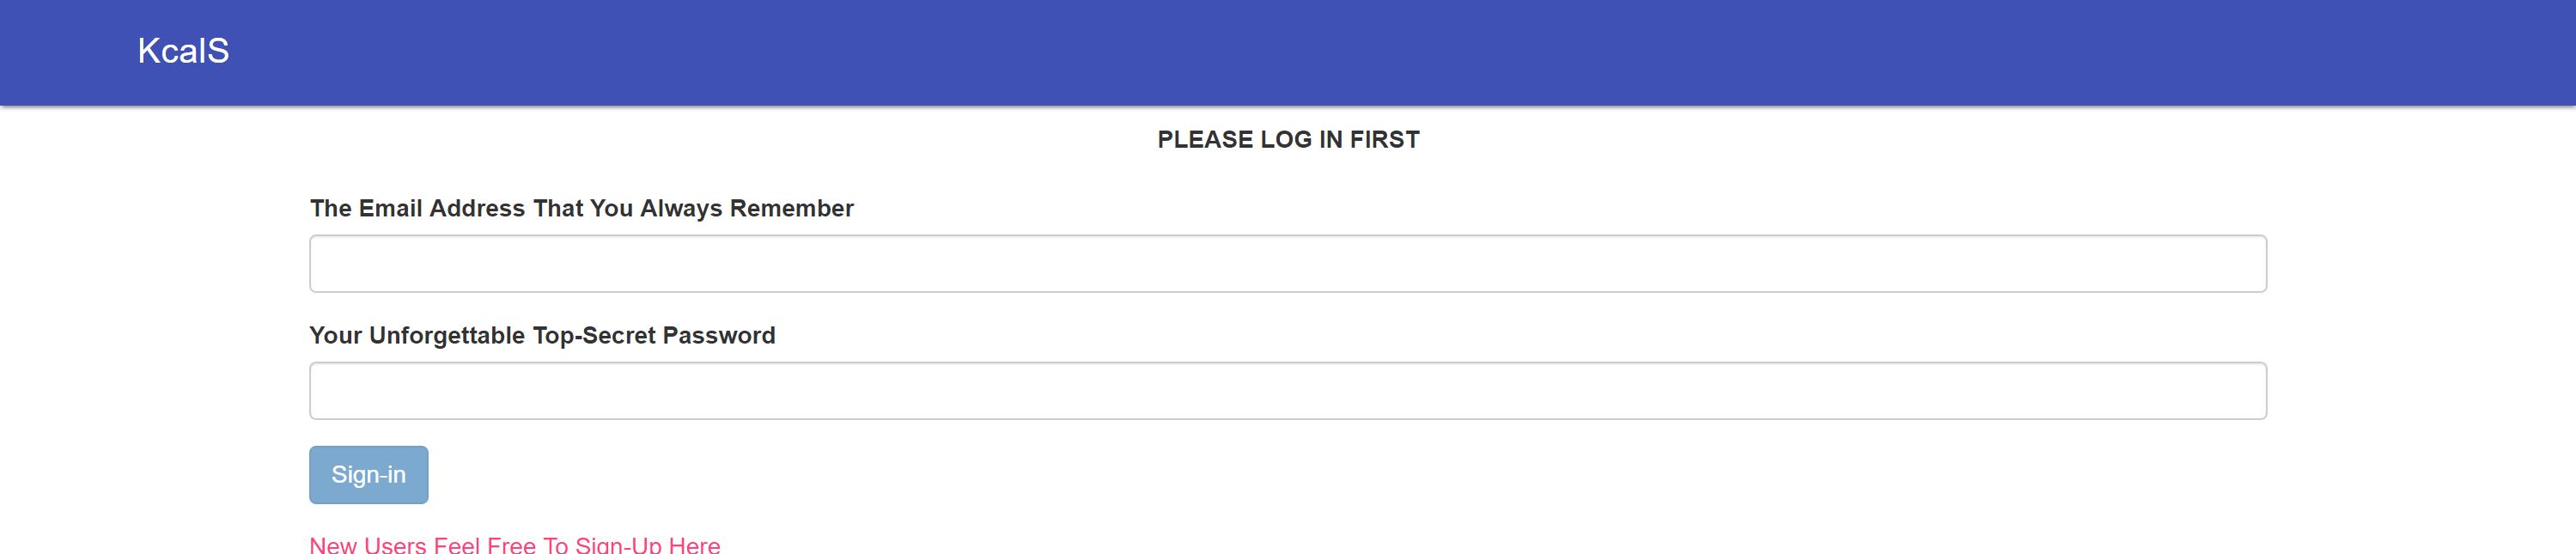 KcalS
PLEASE LOG IN FIRST
The Email Address That You Always Remember
Your Unforgettable Top-Secret Password
Sign-in
New Users Feel Free To Sign-Up Here